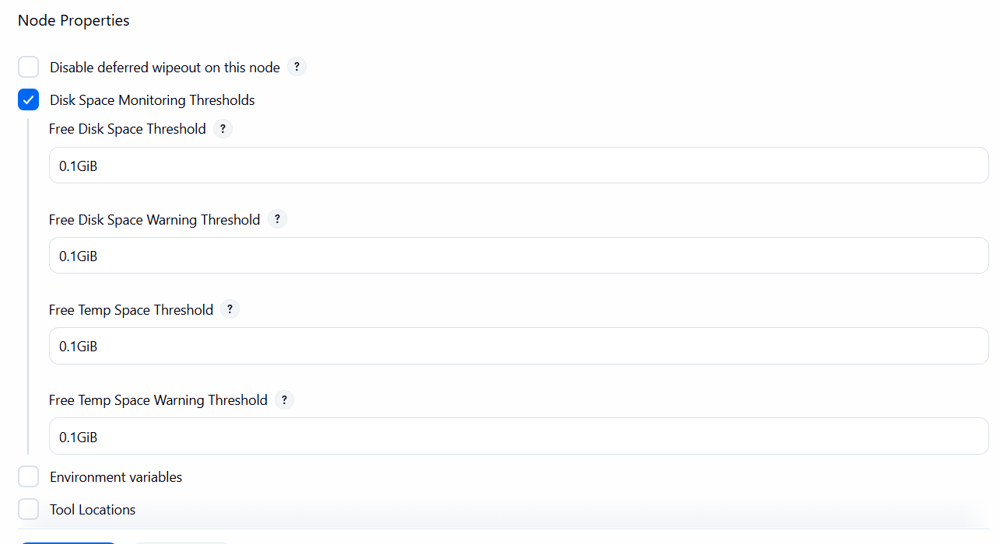 Node Properties
Disable deferred wipeout on this node ?
Disk Space Monitoring Thresholds
Free Disk Space Threshold ?
0.1GiB
Free Disk Space Warning Threshold ?
0.1GiB
Free Temp Space Threshold ?
0.1GiB
Free Temp Space Warning Threshold ?
0.1GiB
Environment variables
Tool Locations